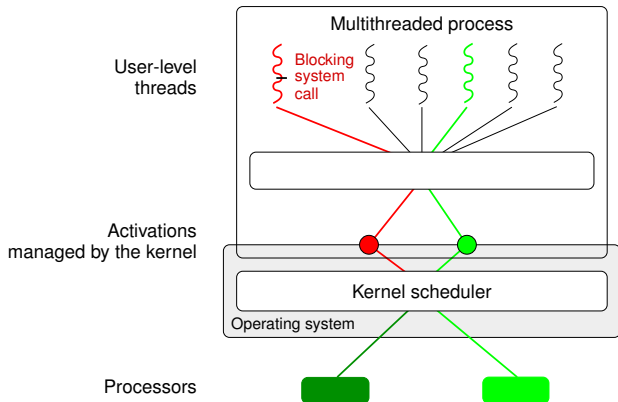 Multithreaded process
User-level
threads
Blocking
system
call
Activations
managed by the kernel
Kernel scheduler
Operating system
Processors